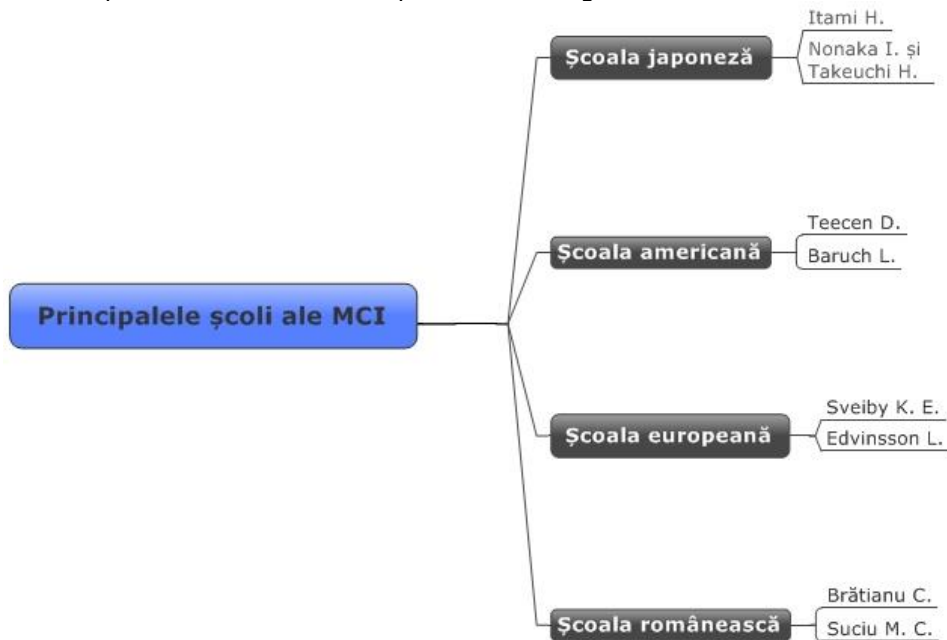 Principalele școli ale MCI
Școala japoneză
Itami H.
Nonaka I. și
Takeuchi H.
Școala americană
Teecen D.
Baruch L.
Școala europeană
Sveiby K. E.
Edvinsson L.
Școala românească
Brătianu C.
Suciu M. C.